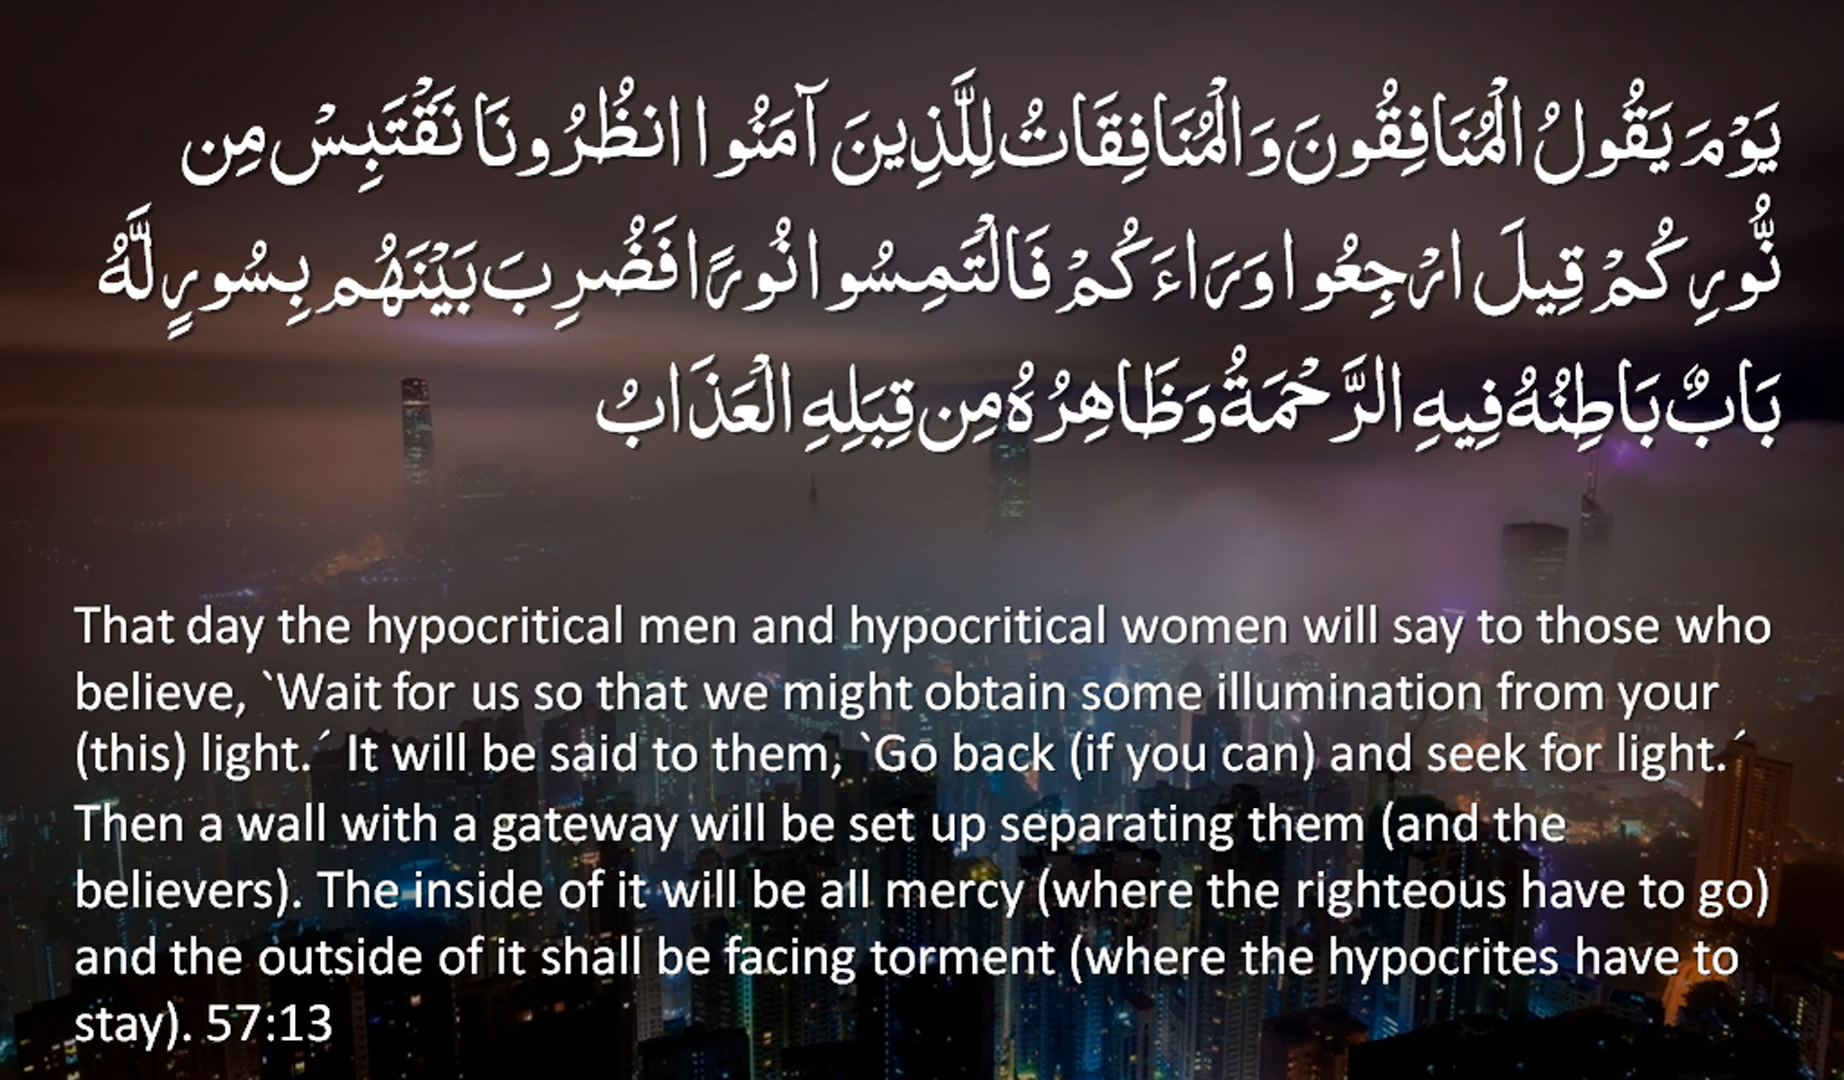 يَوْمَ يَقُولُ الْمُنَافِقُونَ وَالْمُنَافِقَاتُ لِلَّذِينَ آمَنُوا انظُرُونَا نَقْتَبِسْ مِن
نُّورِكُمْ قِيلَ ارْجِعُوا وَرَاءَكُمْ فَالْتَمِسُوا نُورًا فَضُرِبَ بَيْنَهُم بِسُورٍ لَّهُ
بَابٌ بَاطِنُهُ فِيهِ الرَّحْمَةُ وَظَاهِرُهُ مِن قِبَلِهِ الْعَذَابُ
That day the hypocritical men and hypocritical women will say to those who
believe, `Wait for us so that we might obtain some illumination from your
(this) light.´ It will be said to them, `Go back (if you can) and seek for light.´
Then a wall with a gateway will be set up separating them (and the
believers). The inside of it will be all mercy (where the righteous have to go)
and the outside of it shall be facing torment (where the hypocrites have to
stay). 57:13